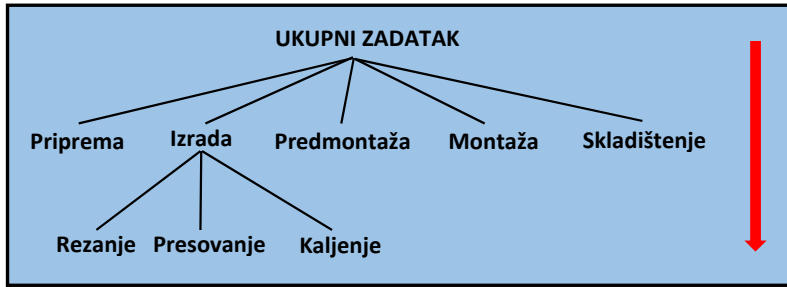 UKUPNI ZADATAK
Priprema Izrada Predmontaža Montaža Skladištenje
Rezanje Presovanje Kaljenje